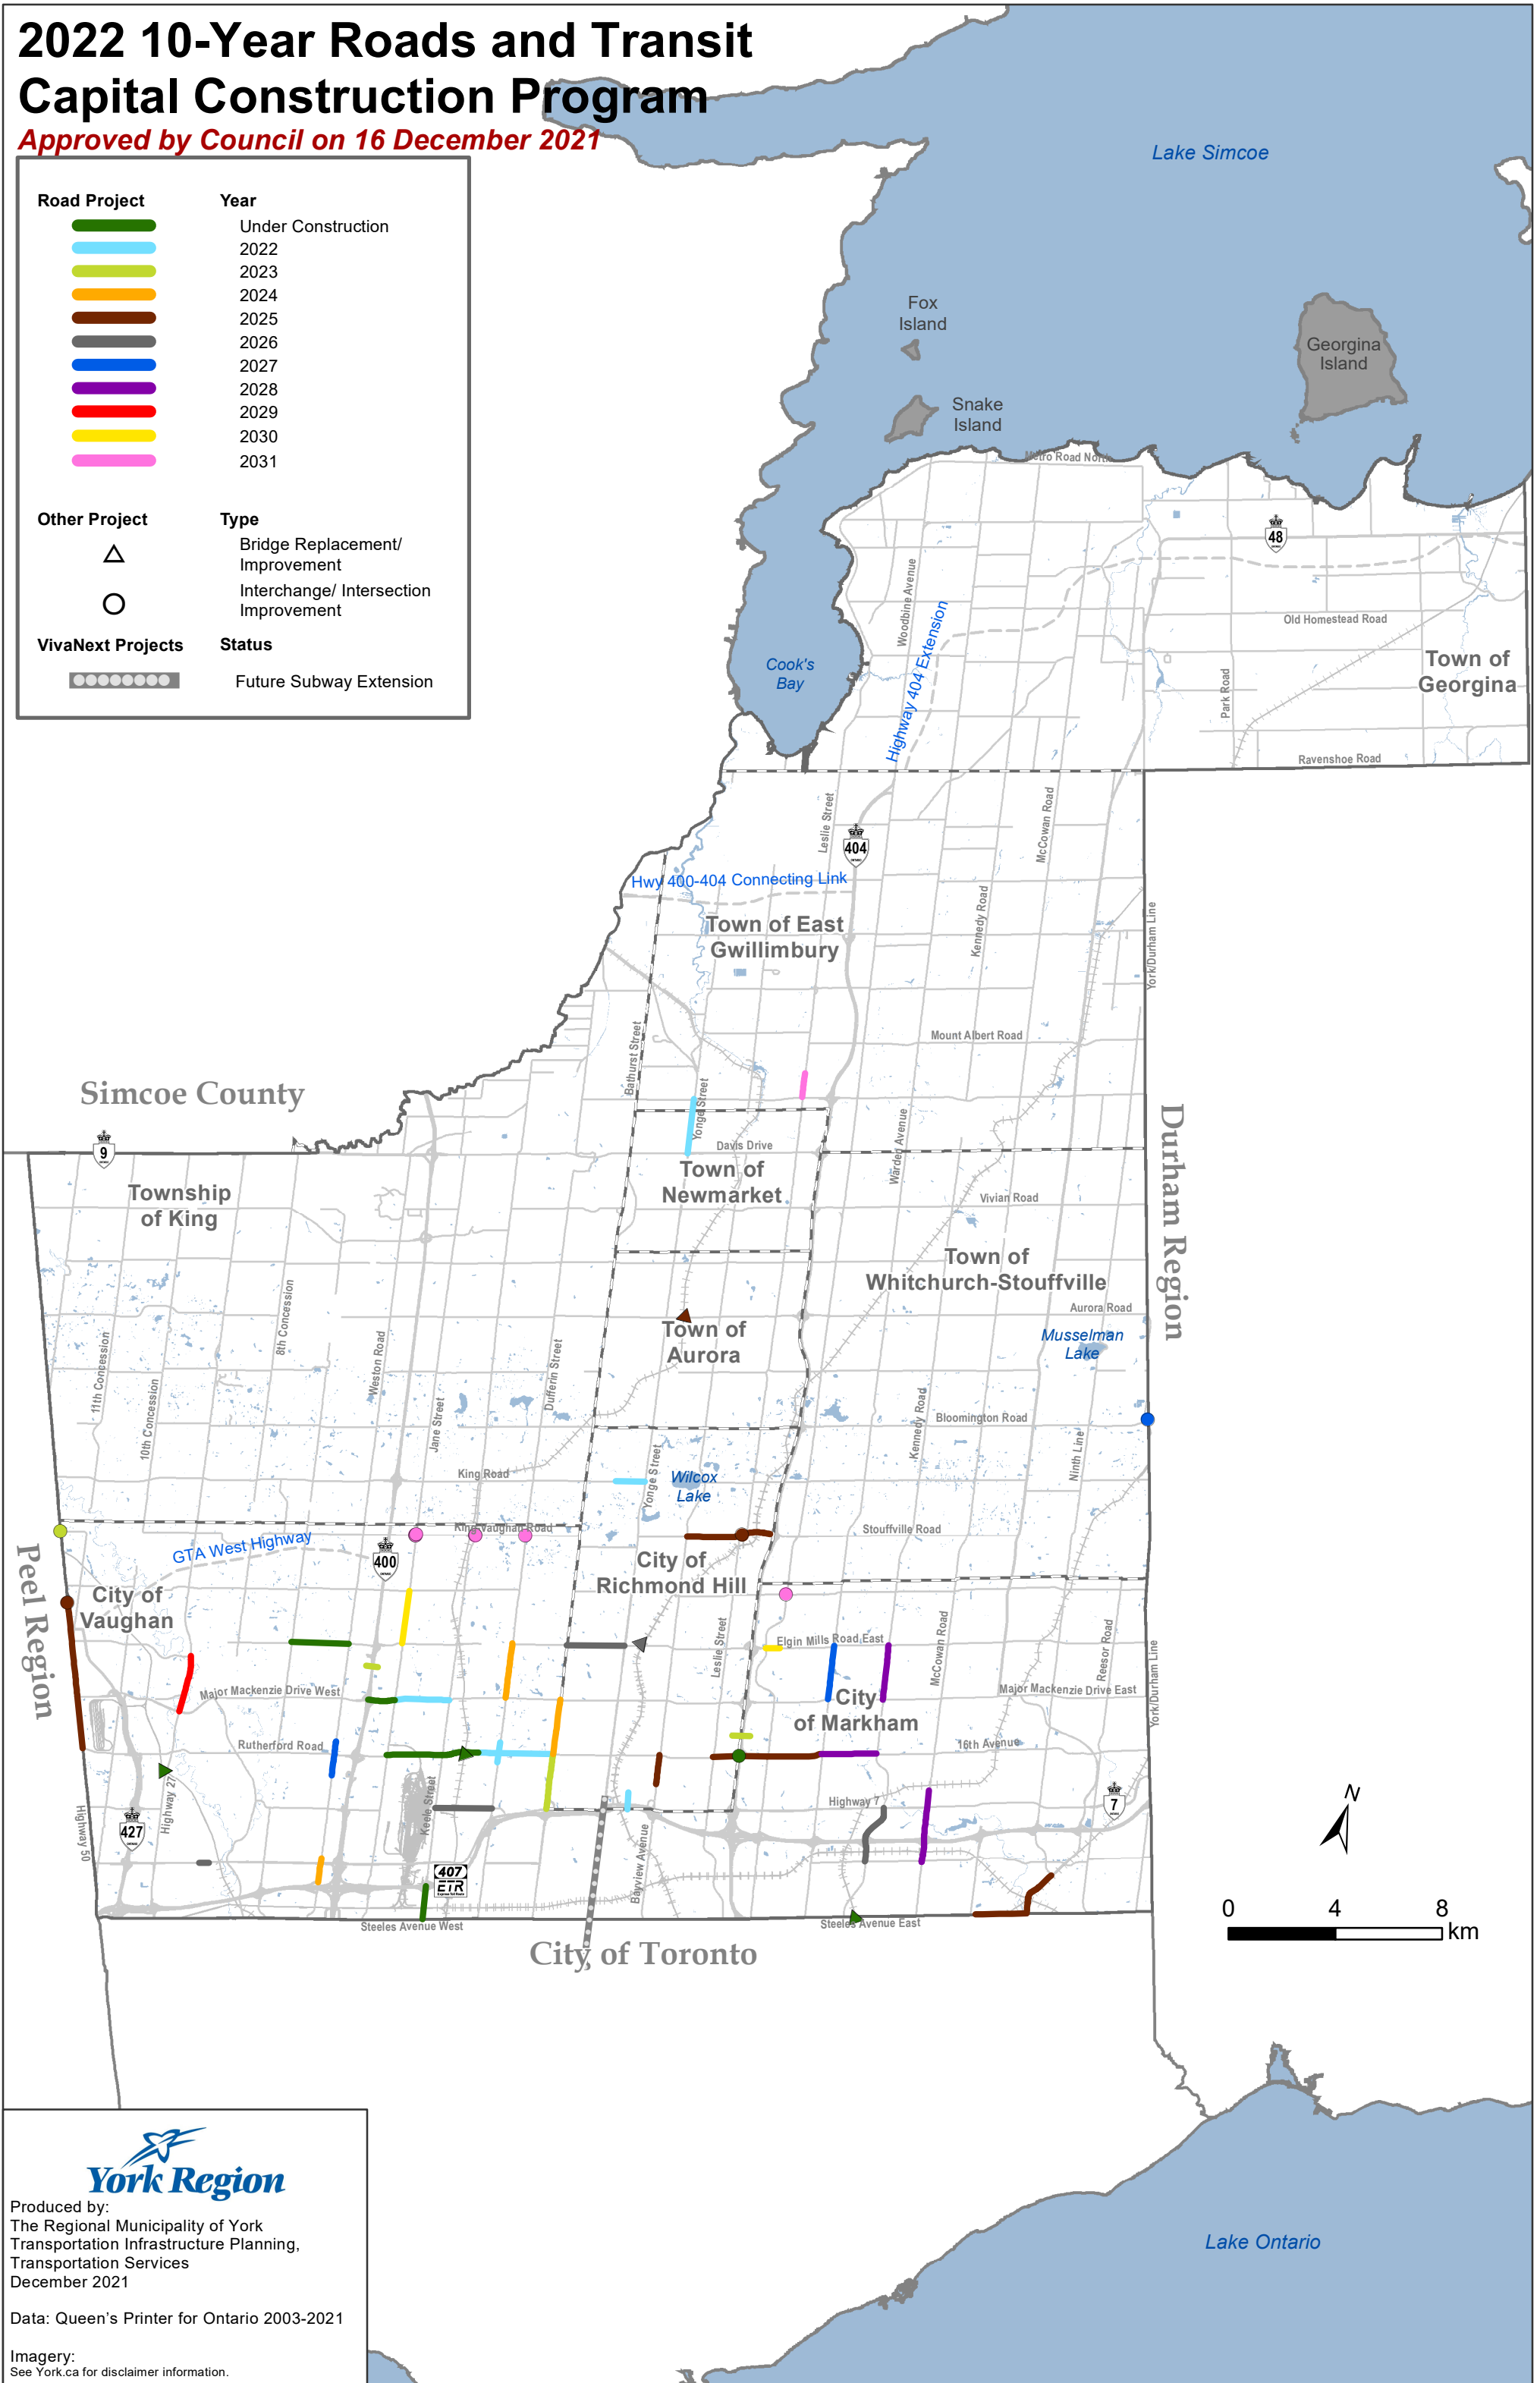 2022 10-Year Roads and Transit
Capital Construction Program
Approved by Council on 16 December 2021
Road Project
Year
Under Construction
2022
2023
2024
2025
2026
2027
2028
2029
2030
2031
Other Project
Type
Bridge Replacement/
Improvement
Interchange/ Intersection
Improvement
VivaNext Projects
Status
Future Subway Extension
Lake Simcoe
Fox
Island
Georgina
Island
Snake
Island
Metro Road North
48
Woodbine Avenue
Old Homestead Road
Highway 404 Extension
Cook's
Bay
Town of
Georgina
Park Road
Ravenshoe Road
Leslie Street
McCowan Road
404
Hwy 400-404 Connecting Link
Town of East
Gwillimbury
Kennedy Road
York/Durham Line
Mount Albert Road
Bathurst Street
Simcoe County
Yonge Street
Durham Region
Warden Avenue
9
Davis Drive
Town of
Newmarket
Township
of King
Vivian Road
Town of
Whitchurch-Stouffville
8th Concession
Aurora Road
Town of
Aurora
Musselman
Lake
11th Concession
Weston Road
Dufferin Street
10th Concession
Jane Street
Kennedy Road
Bloomington Road
Ninth Line
King Road
Yonge Street
Wilcox
Lake
King-Vaughan Road
Stouffville Road
GTA West Highway
400
Peel Region
City of
Richmond Hill
City of
Vaughan
Leslie Street
Elgin Mills Road East
McCowan Road
Reesor Road
York/Durham Line
Major Mackenzie Drive West
Major Mackenzie Drive East
City
of Markham
Rutherford Road
16th Avenue
Highway 27
Keele Street
Highway 7
7
Highway 50
427
Bayview Avenue
407
ETR
Express Toll Route
Steeles Avenue West
Steeles Avenue East
City of Toronto
N
0 4 8
km
York Region
Produced by:
The Regional Municipality of York
Transportation Infrastructure Planning,
Transportation Services
December 2021
Data: Queen's Printer for Ontario 2003-2021
Imagery:
See York.ca for disclaimer information.
Lake Ontario